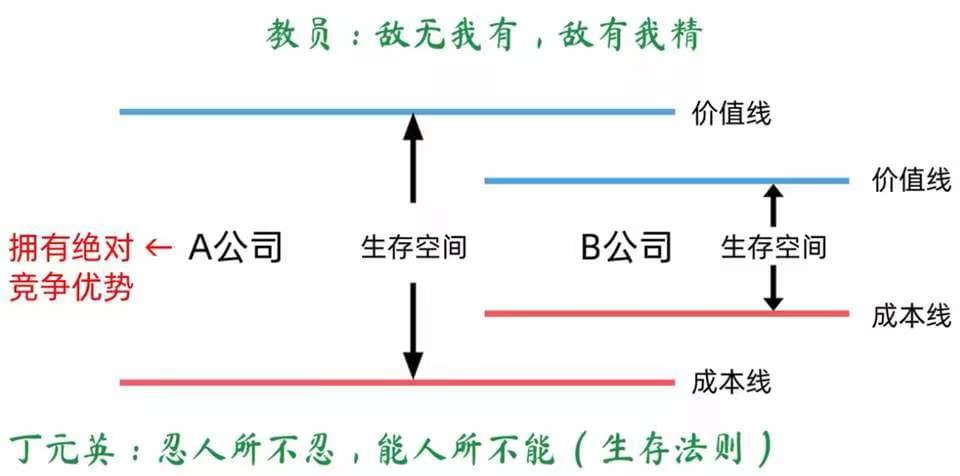 教员：敌无我有，敌有我精
价值线
价值线
拥有绝对
竞争优势
← A公司
生存空间
B公司
生存空间
成本线
成本线
丁元英：忍人所不忍，能人所不能（生存法则）